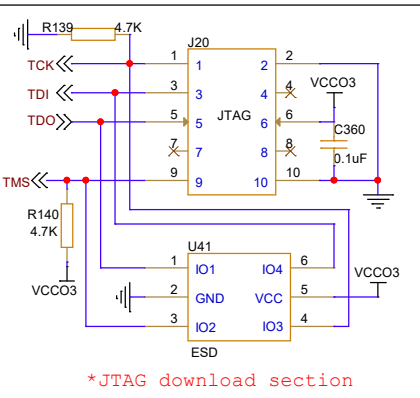 R139 4.7K
J20
TCK 1 1 2 2
VCCO3
TDI 3 3 4 4
JTAG
TDO 5 5 6 6
C360
7 7 8 8
0.1uF
TMS 9 9 10 10
R140
4.7K
U41
VCCO3
1 IO1 IO4 6
VCCO3
2 GND VCC 5
3 IO2 IO3 4
ESD
*JTAG download section